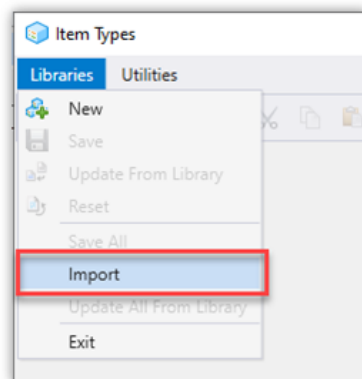 Item Types
Libraries Utilities
New
Save
Update From Library
Reset
Save All
Import
Update All From Library
Exit